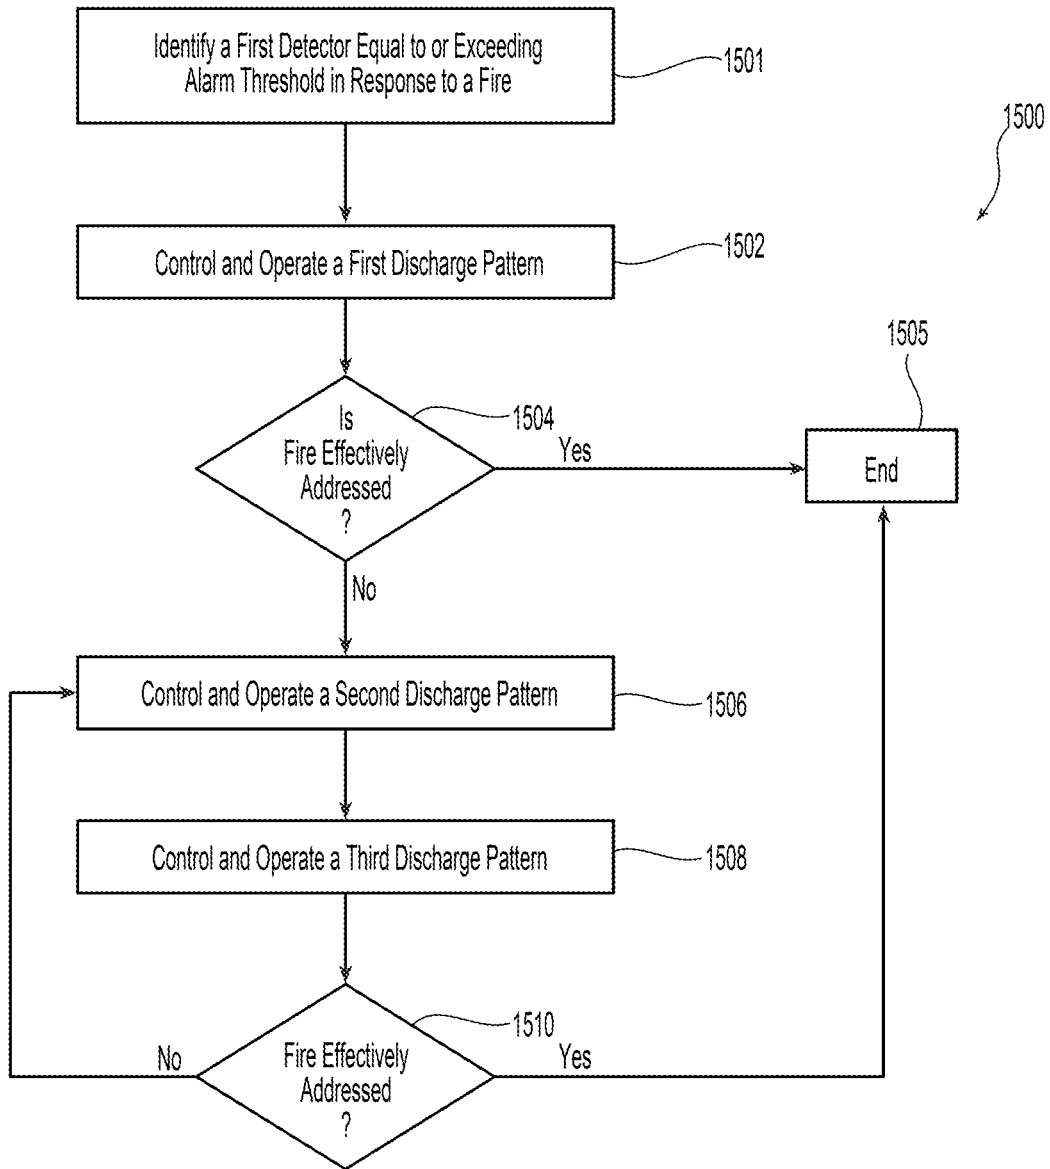 Identify a First Detector Equal to or Exceeding
Alarm Threshold in Response to a Fire
1501
1500
Control and Operate a First Discharge Pattern
1502
1505
Is
Fire Effectively
Addressed
?
1504
Yes
End
No
Control and Operate a Second Discharge Pattern
1506
Control and Operate a Third Discharge Pattern
1508
1510
No
Fire Effectively
Addressed
?
Yes